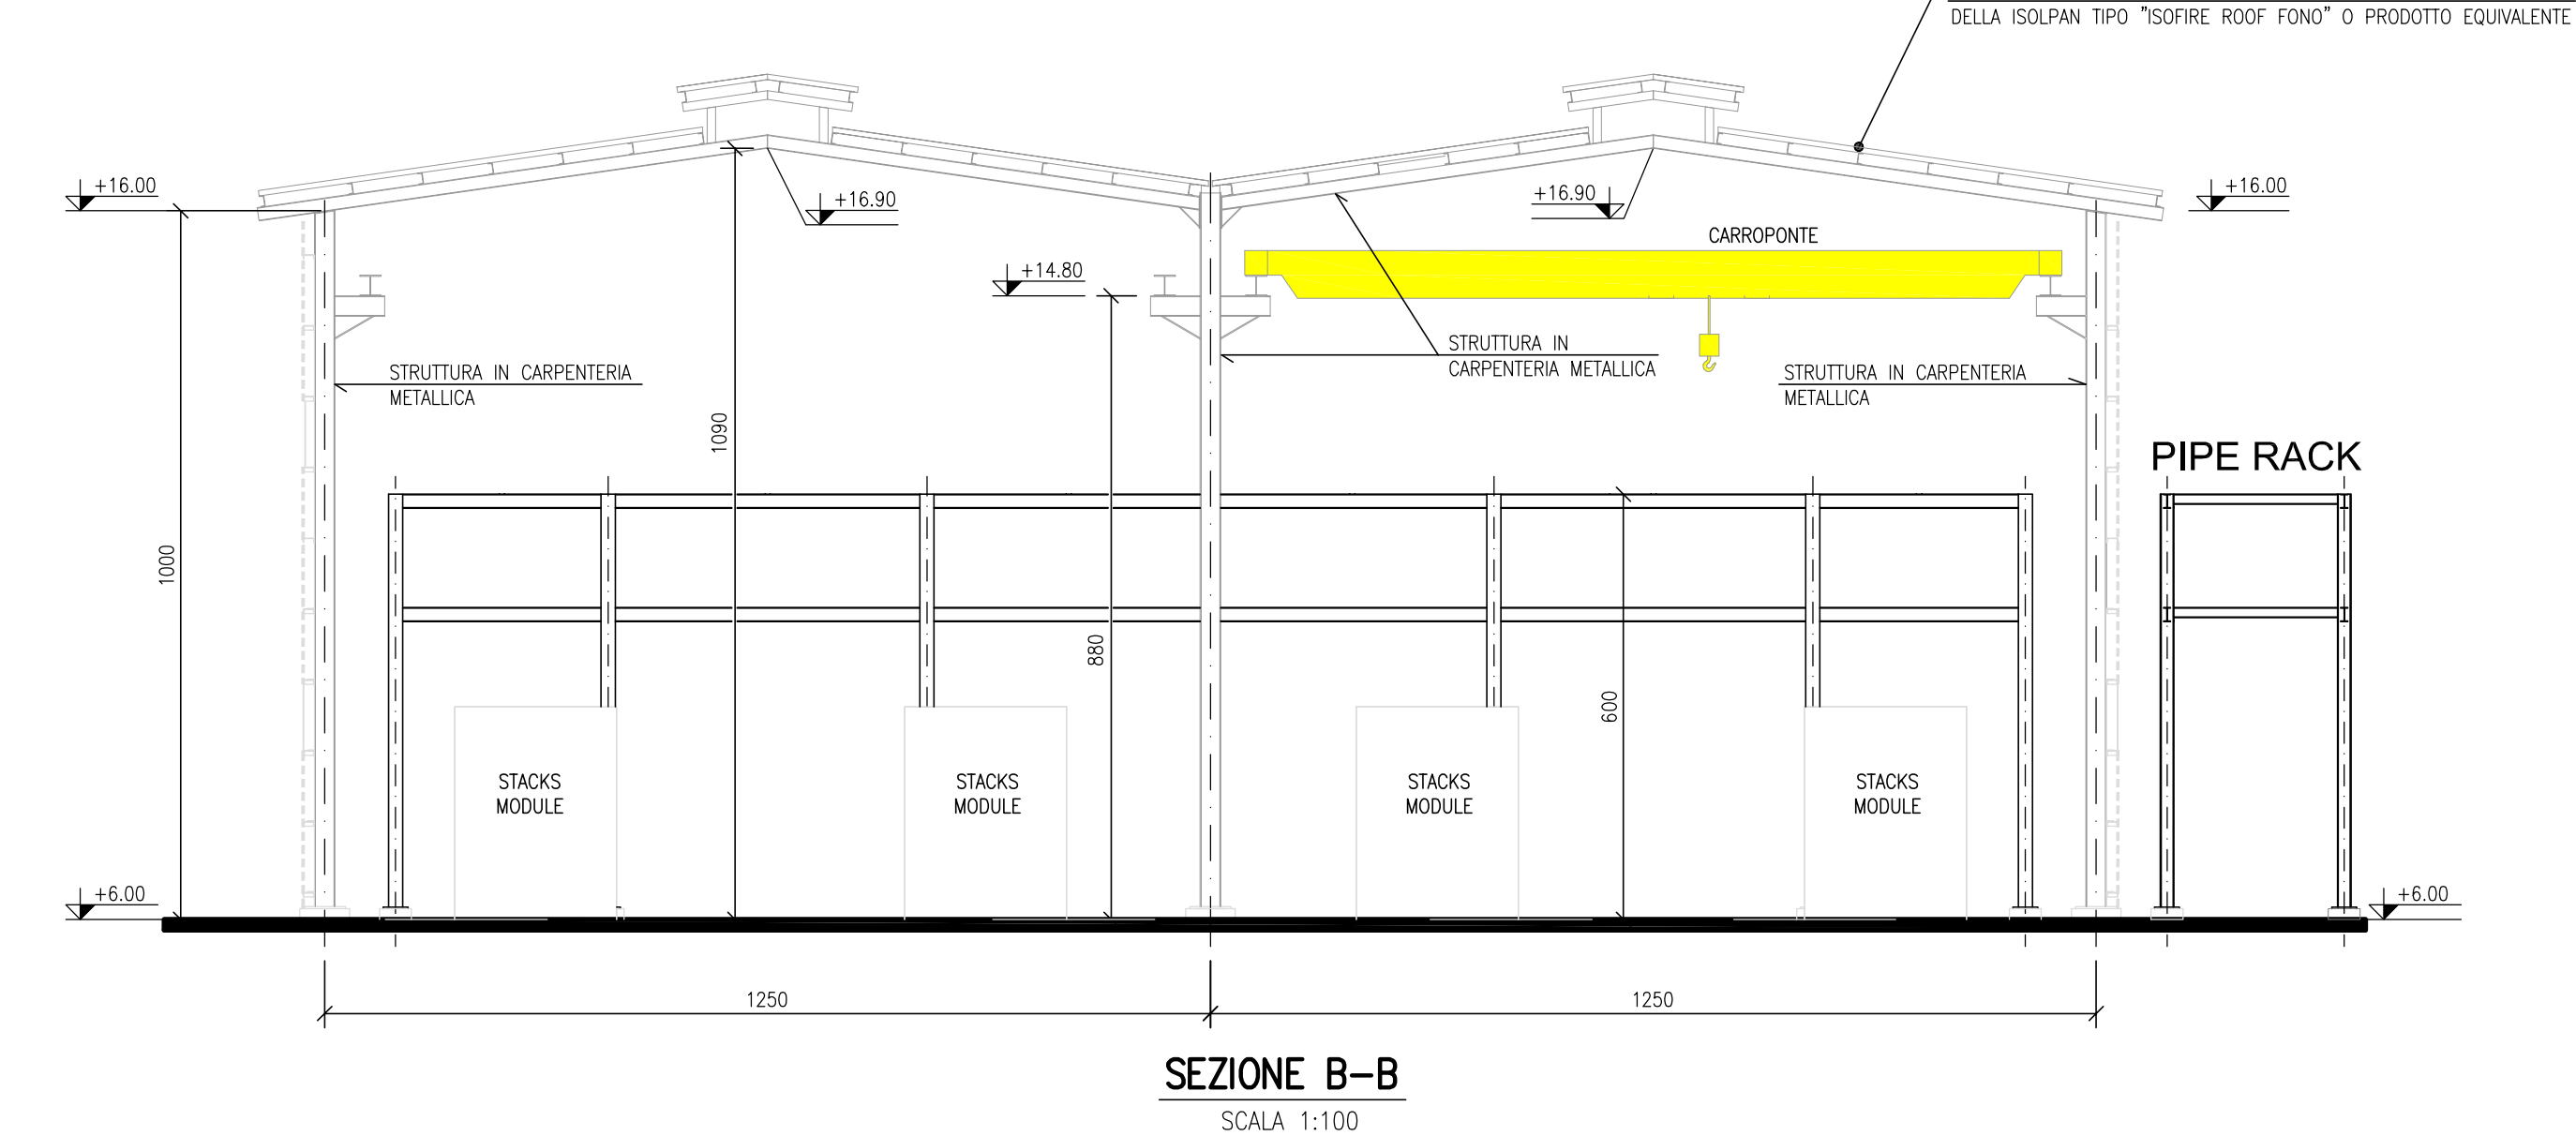 DELLA ISOLPAN TIPO "ISOFIRE ROOF FONO" O PRODOTTO EQUIVALENTE
+16.00
+16.90
+16.90
+16.00
CARROPONTE
+14.80
STRUTTURA IN
CARPENTERIA METALLICA
STRUTTURA IN CARPENTERIA
METALLICA
STRUTTURA IN CARPENTERIA
METALLICA
1090
PIPE RACK
1000
880
600
STACKS
MODULE
STACKS
MODULE
STACKS
MODULE
STACKS
MODULE
+6.00
+6.00
1250
1250
SEZIONE B-B
SCALA 1:100